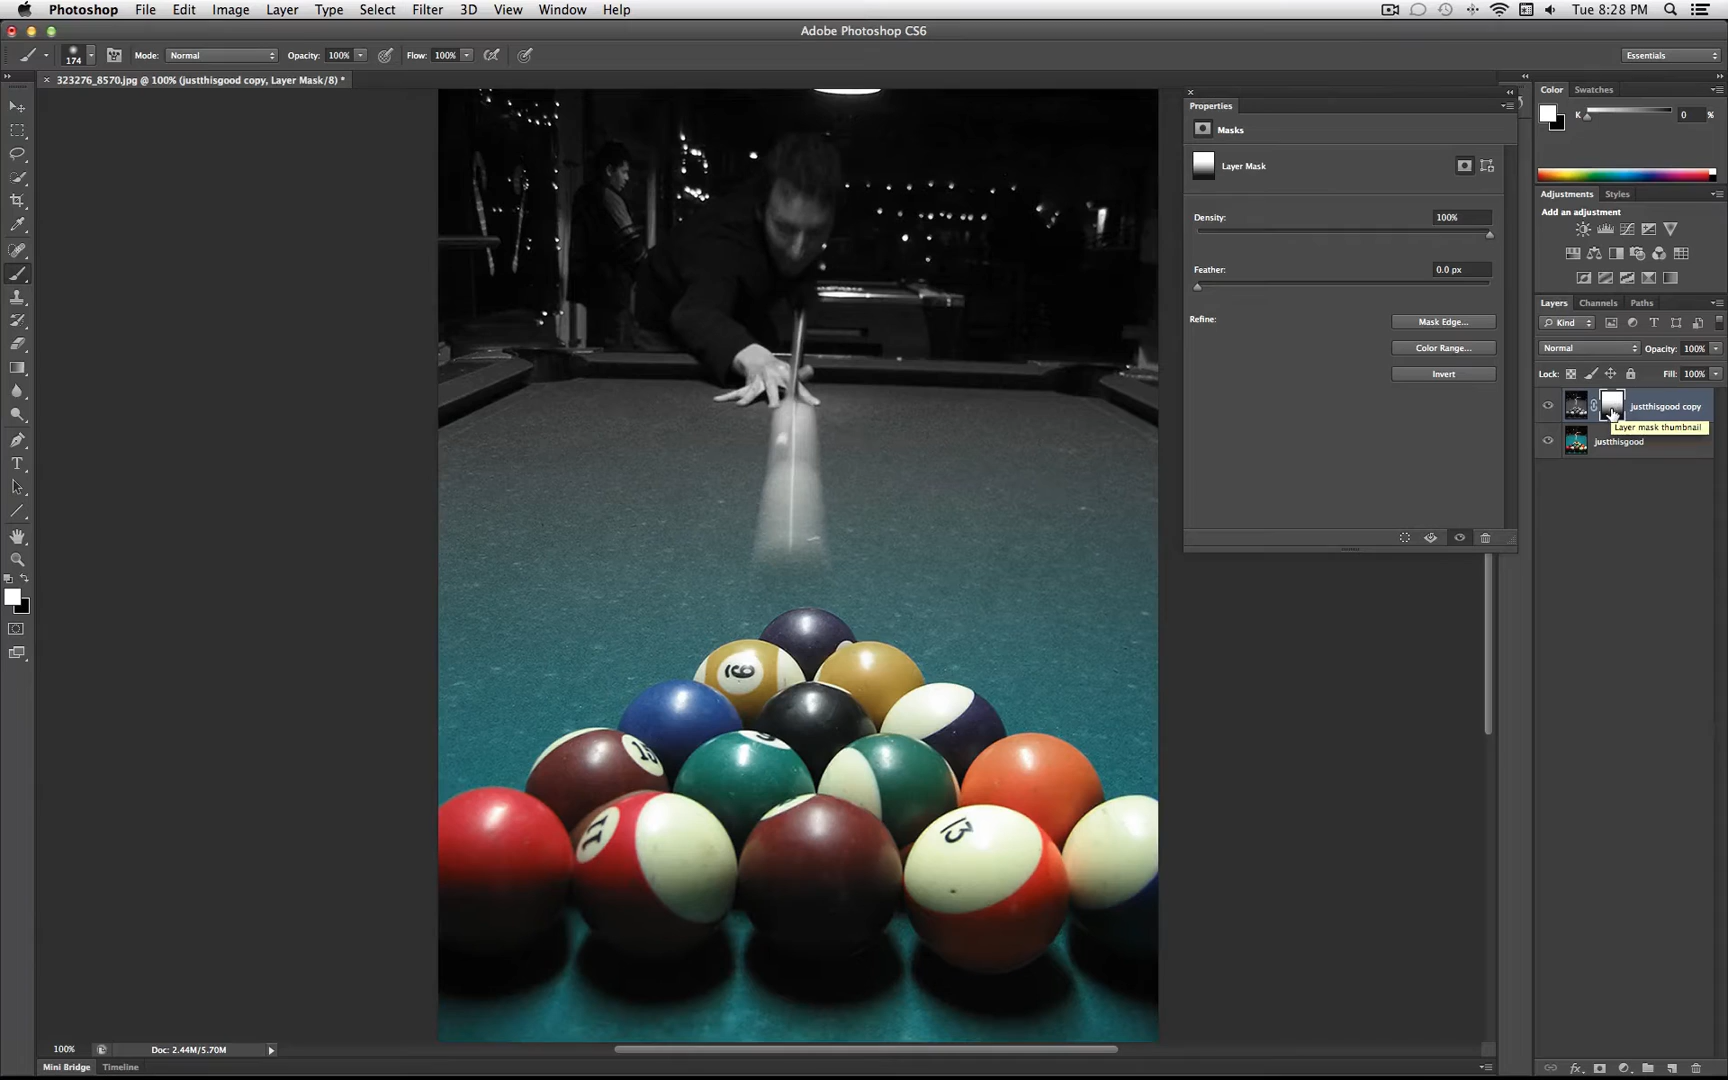 Photoshop File Edit Image Layer Type Select Filter 3D View Window Help Tue 8:28 PM
Adobe Photoshop CS6
174 Mode: Normal Opacity: 100% Flow: 100% Essentials
323276_8570.jpg @ 100% (justthisgood copy, Layer Mask/8) *
Properties
Masks
Layer Mask
Density: 100%
Feather: 0.0 px
Refine: Mask Edge...
Color Range...
Invert
Color Swatches
K 0 %
Adjustments Styles
Add an adjustment
Layers Channels Paths
Kind
Normal Opacity: 100%
Lock: Fill: 100%
justthisgood copy
Layer mask thumbnail
justthisgood
15
11
13
100% Doc: 2.44M/5.70M
Mini Bridge Timeline